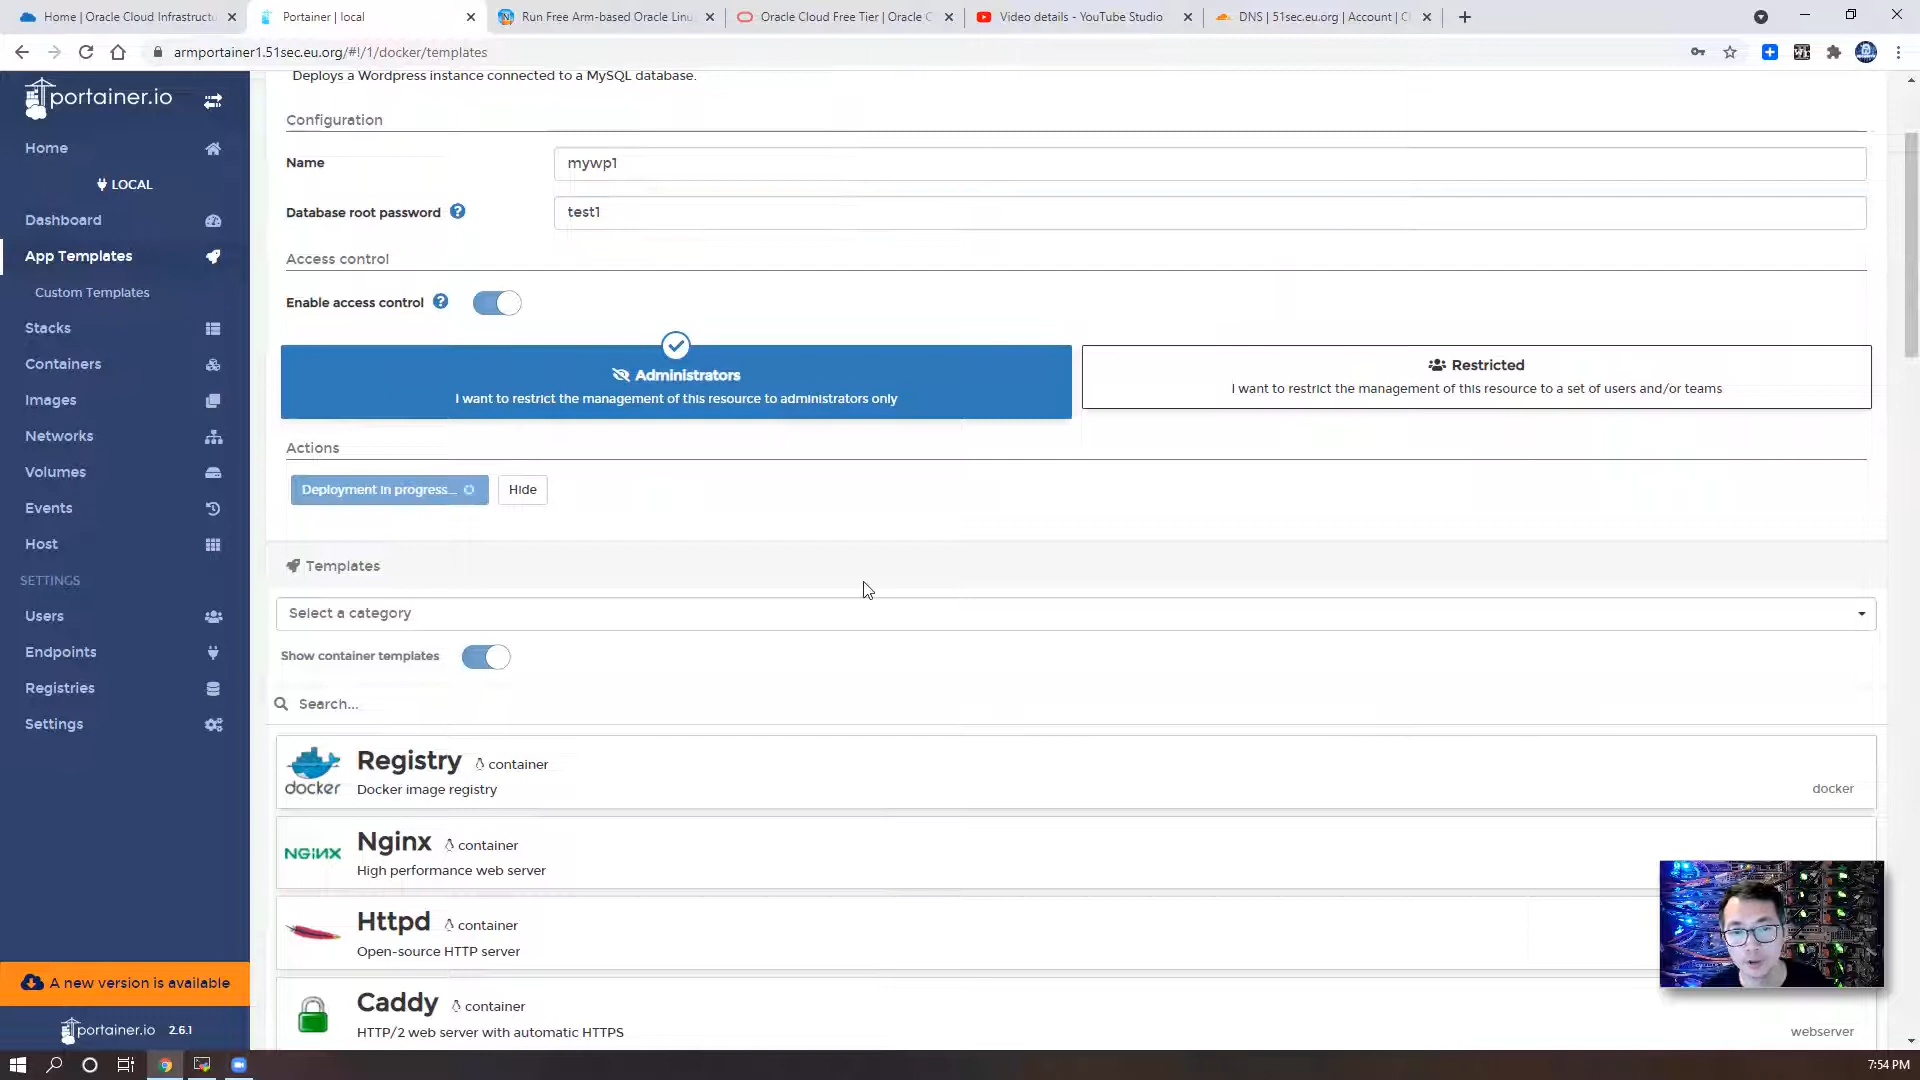 Home | Oracle Cloud Infrastructu
Portainer | local
Run Free Arm-based Oracle Linu
Oracle Cloud Free Tier | Oracle C
Video details - YouTube Studio
DNS | 51sec.eu.org | Account | Cl
armportainer1.51sec.eu.org/#!/1/docker/templates
portainer.io
Home
LOCAL
Dashboard
App Templates
Custom Templates
Stacks
Containers
Images
Networks
Volumes
Events
Host
SETTINGS
Users
Endpoints
Registries
Settings
A new version is available
portainer.io 2.6.1
Deploys a Wordpress instance connected to a MySQL database.
Configuration
Name
mywp1
Database root password
test1
Access control
Enable access control
Administrators
I want to restrict the management of this resource to administrators only
Restricted
I want to restrict the management of this resource to a set of users and/or teams
Actions
Deployment in progress...
Hide
Templates
Select a category
Show container templates
Search...
docker
Registry container
Docker image registry
docker
NGINX
Nginx container
High performance web server
Httpd container
Open-source HTTP server
Caddy container
HTTP/2 web server with automatic HTTPS
webserver
7:54 PM